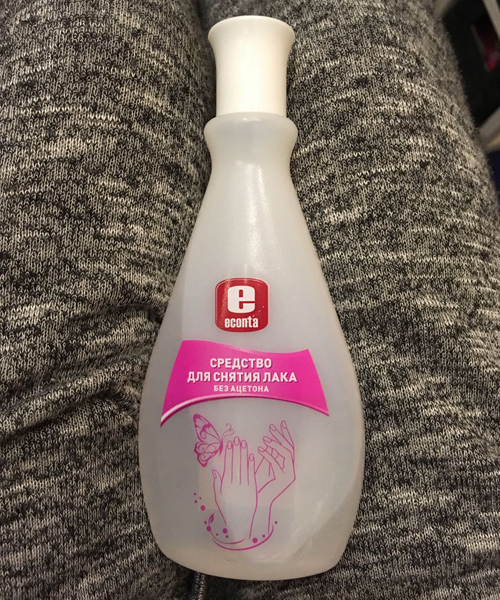 e
econta
СРЕДСТВО
ДЛЯ СНЯТИЯ ЛАКА
БЕЗ АЦЕТОНА